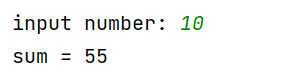 input number: 10
sum = 55